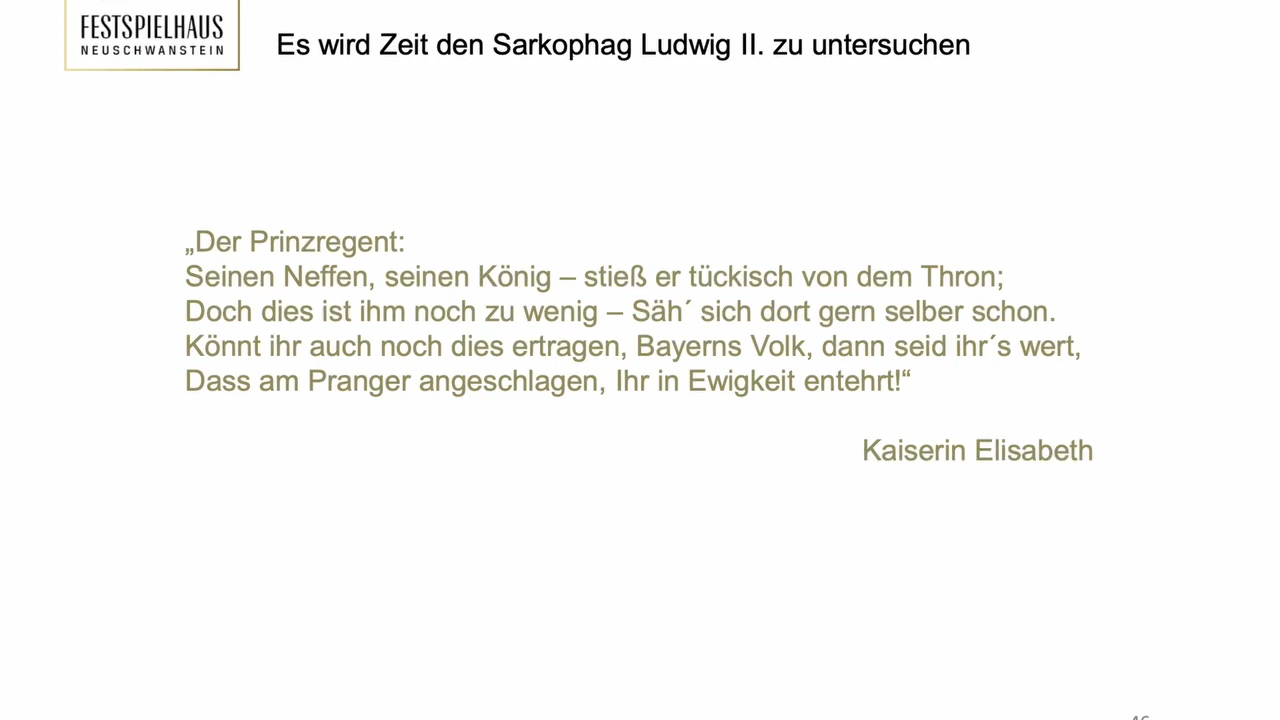 FESTSPIELHAUS
NEUSCHWANSTEIN
Es wird Zeit den Sarkophag Ludwig II. zu untersuchen
„Der Prinzregent:
Seinen Neffen, seinen König – stieß er tückisch von dem Thron;
Doch dies ist ihm noch zu wenig – Säh´ sich dort gern selber schon.
Könnt ihr auch noch dies ertragen, Bayerns Volk, dann seid ihr´s wert,
Dass am Pranger angeschlagen, Ihr in Ewigkeit entehrt!“
Kaiserin Elisabeth